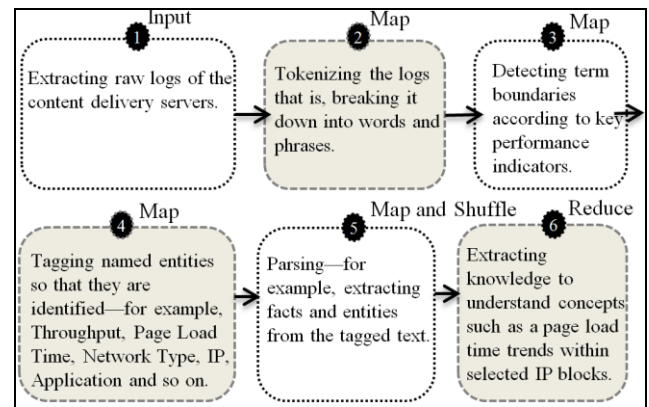 1 Input
Extracting raw logs of the
content delivery servers.
2 Map
Tokenizing the logs
that is, breaking it
down into words and
phrases.
3 Map
Detecting term
boundaries
according to key
performance
indicators.
4 Map
Tagging named entities
so that they are
identified—for example,
Throughput, Page Load
Time, Network Type, IP,
Application and so on.
5 Map and Shuffle
Parsing—for
example, extracting
facts and entities
from the tagged text.
6 Reduce
Extracting
knowledge to
understand concepts
such as a page load
time trends within
selected IP blocks.